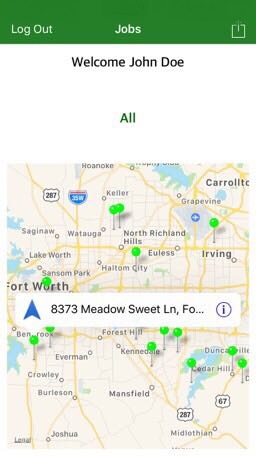 Log Out
Jobs
Welcome John Doe
All
Roanoke
287
35W
Keller
Carrollto
Grapevine
Saginaw
Watauga
North Richland
Hills
Euless
Irving
Lake Worth
Haltom City
Sansom Park
Fort Worth
8373 Meadow Sweet Ln, Fo...
Benbrook
Forest Hill
Everman
Kennedale
Duncanville
Cedar Hill
Crowley
Burleson
Mansfield
67
287
Midlothian
Joshua
Legal